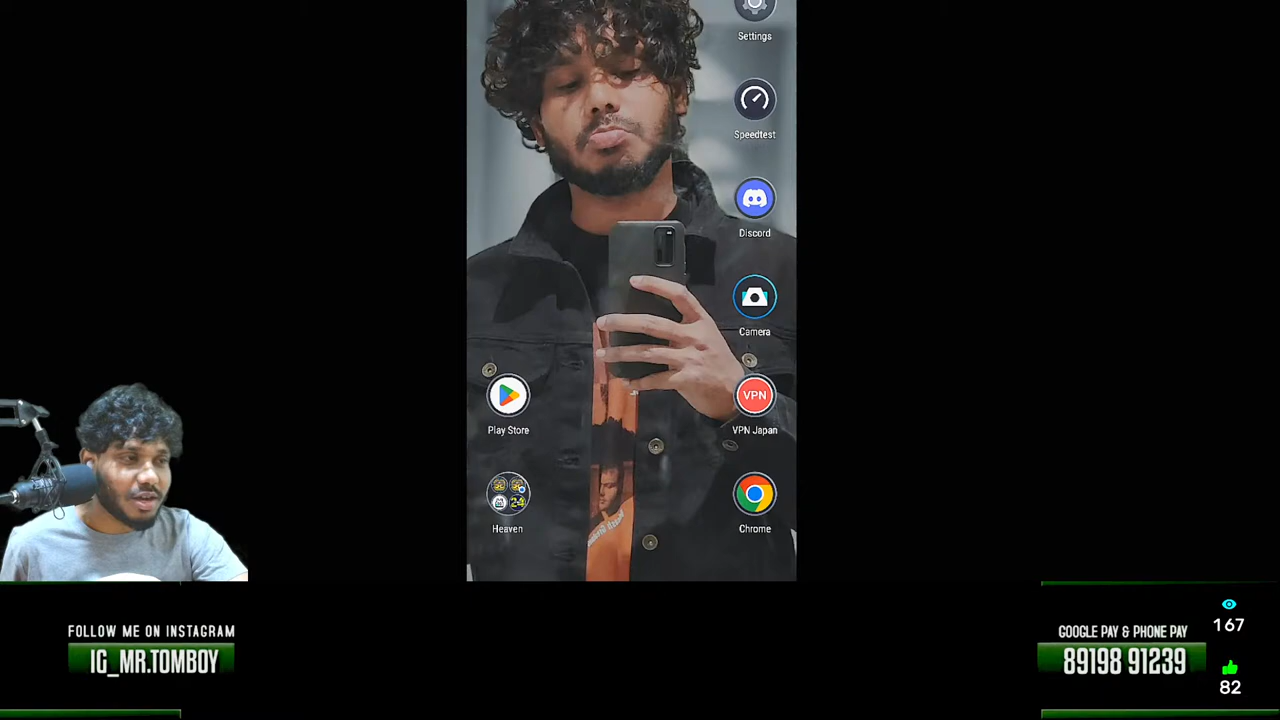 Settings
Speedtest
Discord
Camera
Play Store
VPN
VPN Japan
24
Heaven
Chrome
FOLLOW ME ON INSTAGRAM
IG_MR.TOMBOY
GOOGLE PAY & PHONE PAY
89198 91239
167
82